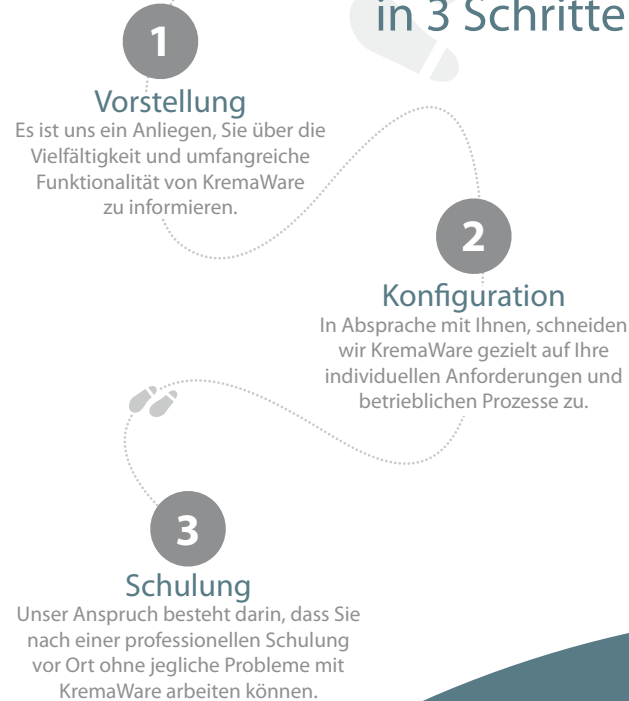 in 3 Schritte
1
Vorstellung
Es ist uns ein Anliegen, Sie über die
Vielfältigkeit und umfangreiche
Funktionalität von KremaWare
zu informieren.
2
Konfiguration
In Absprache mit Ihnen, schneiden
wir KremaWare gezielt auf Ihre
individuellen Anforderungen und
betrieblichen Prozesse zu.
3
Schulung
Unser Anspruch besteht darin, dass Sie
nach einer professionellen Schulung
vor Ort ohne jegliche Probleme mit
KremaWare arbeiten können.